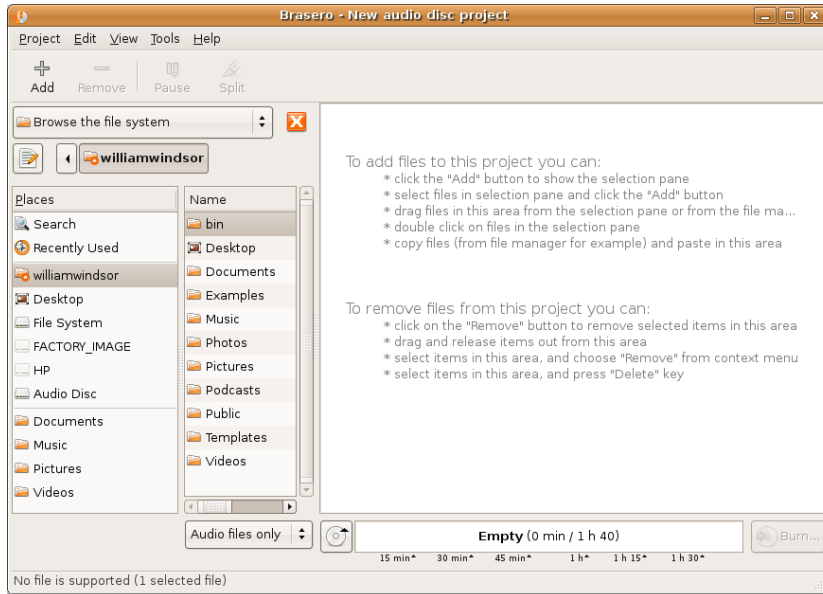 Brasero - New audio disc project
Project Edit View Tools Help
Add Remove Pause Split
Browse the file system
williamwindsor
Places
Search
Recently Used
williamwindsor
Desktop
File System
FACTORY_IMAGE
HP
Audio Disc
Documents
Music
Pictures
Videos
Name
bin
Desktop
Documents
Examples
Music
Photos
Pictures
Podcasts
Public
Templates
Videos
Audio files only
To add files to this project you can:
* click the "Add" button to show the selection pane
* select files in selection pane and click the "Add" button
* drag files in this area from the selection pane or from the file ma...
* double click on files in the selection pane
* copy files (from file manager for example) and paste in this area
To remove files from this project you can:
* click on the "Remove" button to remove selected items in this area
* drag and release items out from this area
* select items in this area, and choose "Remove" from context menu
* select items in this area, and press "Delete" key
Empty (0 min / 1 h 40)
Burn...
15 min 30 min 45 min 1 h 1 h 15 1 h 30
No file is supported (1 selected file)